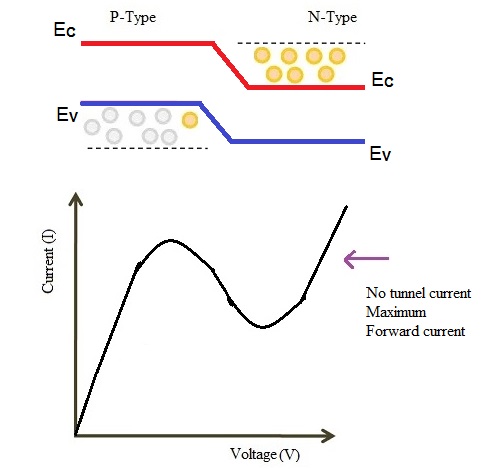 P-Type N-Type
Ec
Ec
Ev
Ev
Current (I)
No tunnel current
Maximum
Forward current
Voltage (V)